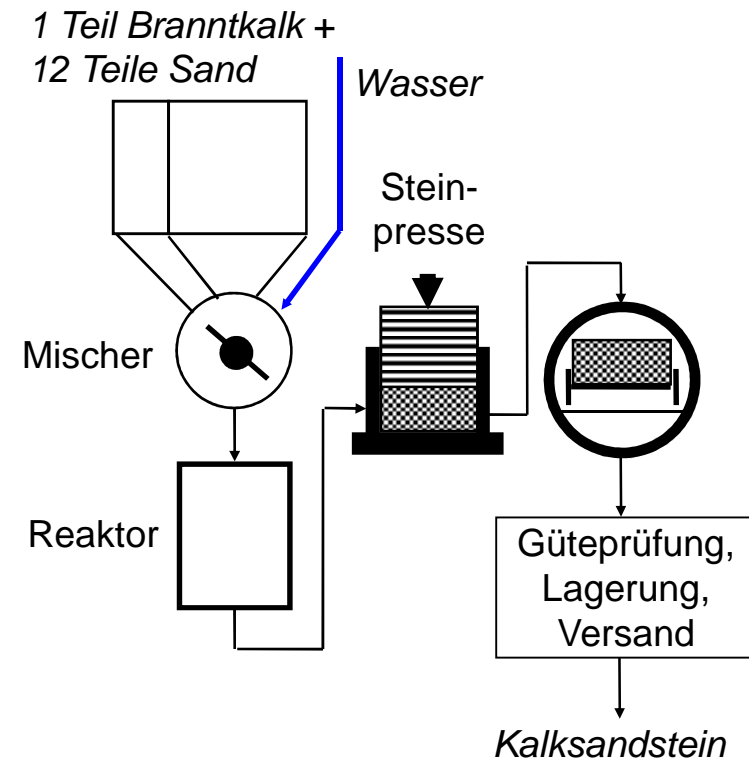 1 Teil Branntkalk +
12 Teile Sand
Wasser
Stein-
presse
Mischer
Reaktor
Güteprüfung,
Lagerung,
Versand
Kalksandstein